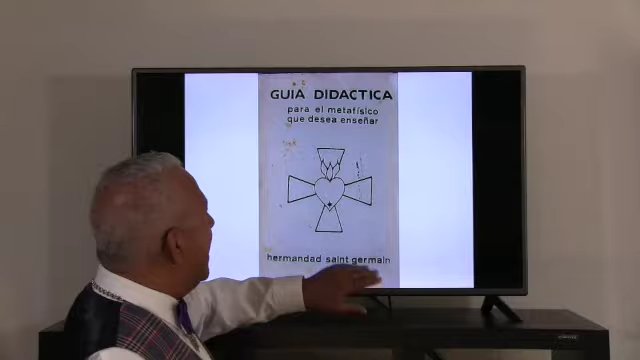 GUIA DIDACTICA
para el metafísico
que desea enseñar
hermandad saint germain